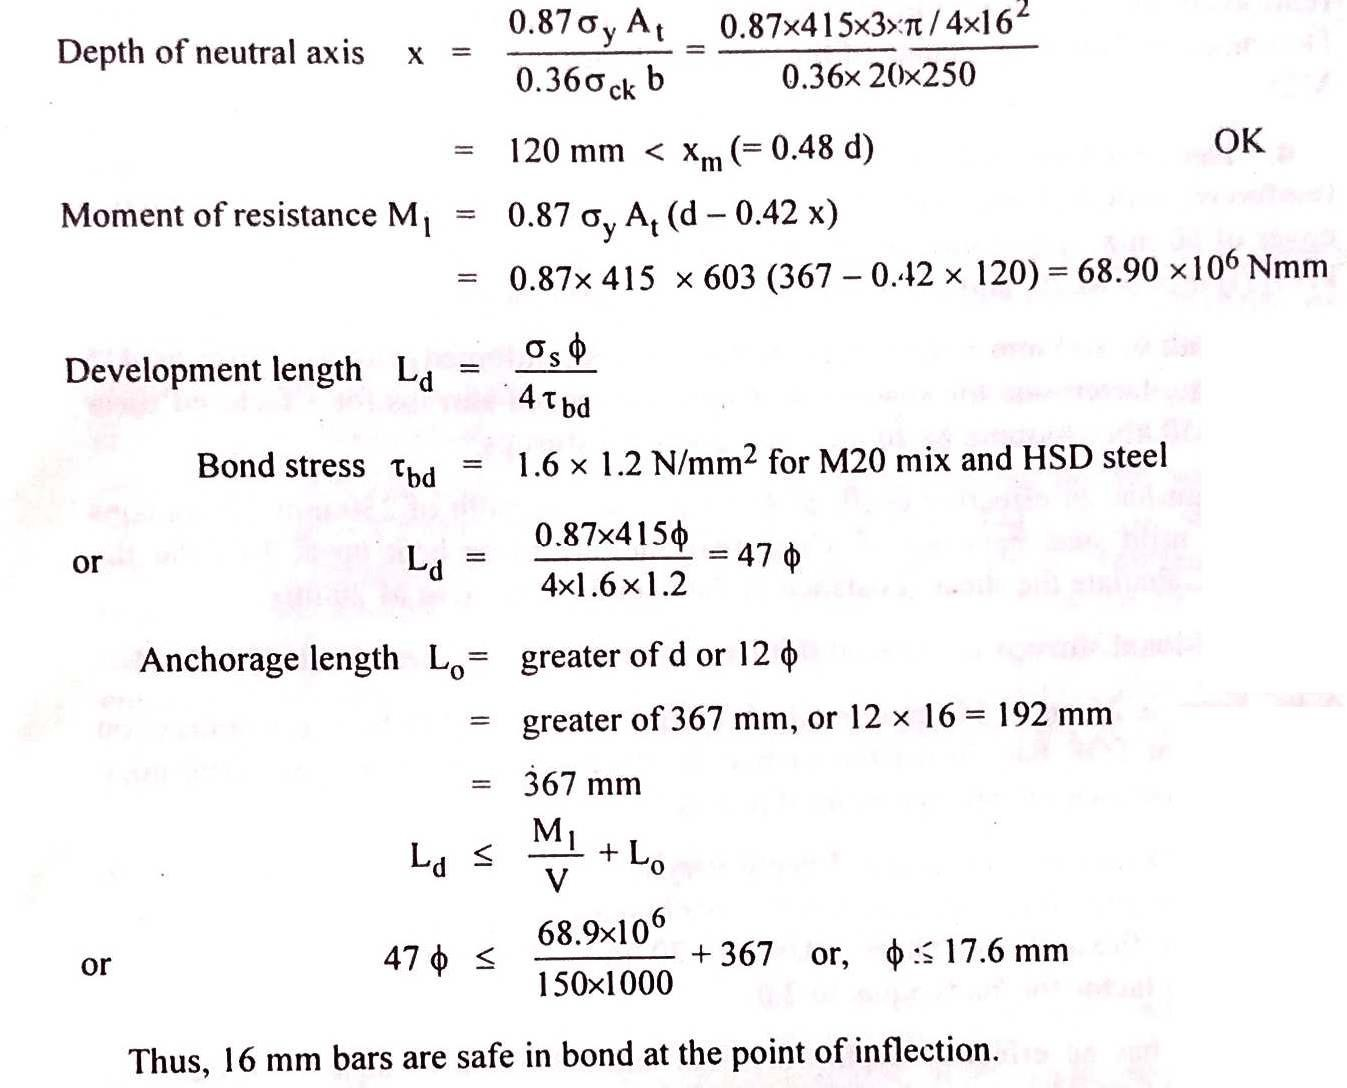 Depth of neutral axis x = 0.87 σy At / 0.36 σck b = 0.87×415×3×π/4×16² / 0.36×20×250
= 120 mm < xm (= 0.48 d) OK
Moment of resistance M1 = 0.87 σy At (d – 0.42 x)
= 0.87× 415 × 603 (367 – 0.42 × 120) = 68.90 ×10⁶ Nmm
Development length Ld = σs ϕ / 4 τbd
Bond stress τbd = 1.6 × 1.2 N/mm² for M20 mix and HSD steel
or Ld = 0.87×415ϕ / 4×1.6×1.2 = 47 ϕ
Anchorage length Lo = greater of d or 12 ϕ
= greater of 367 mm, or 12 × 16 = 192 mm
= 367 mm
Ld ≤ M1 / V + Lo
or 47 ϕ ≤ 68.9×10⁶ / 150×1000 + 367 or, ϕ ≤ 17.6 mm
Thus, 16 mm bars are safe in bond at the point of inflection.